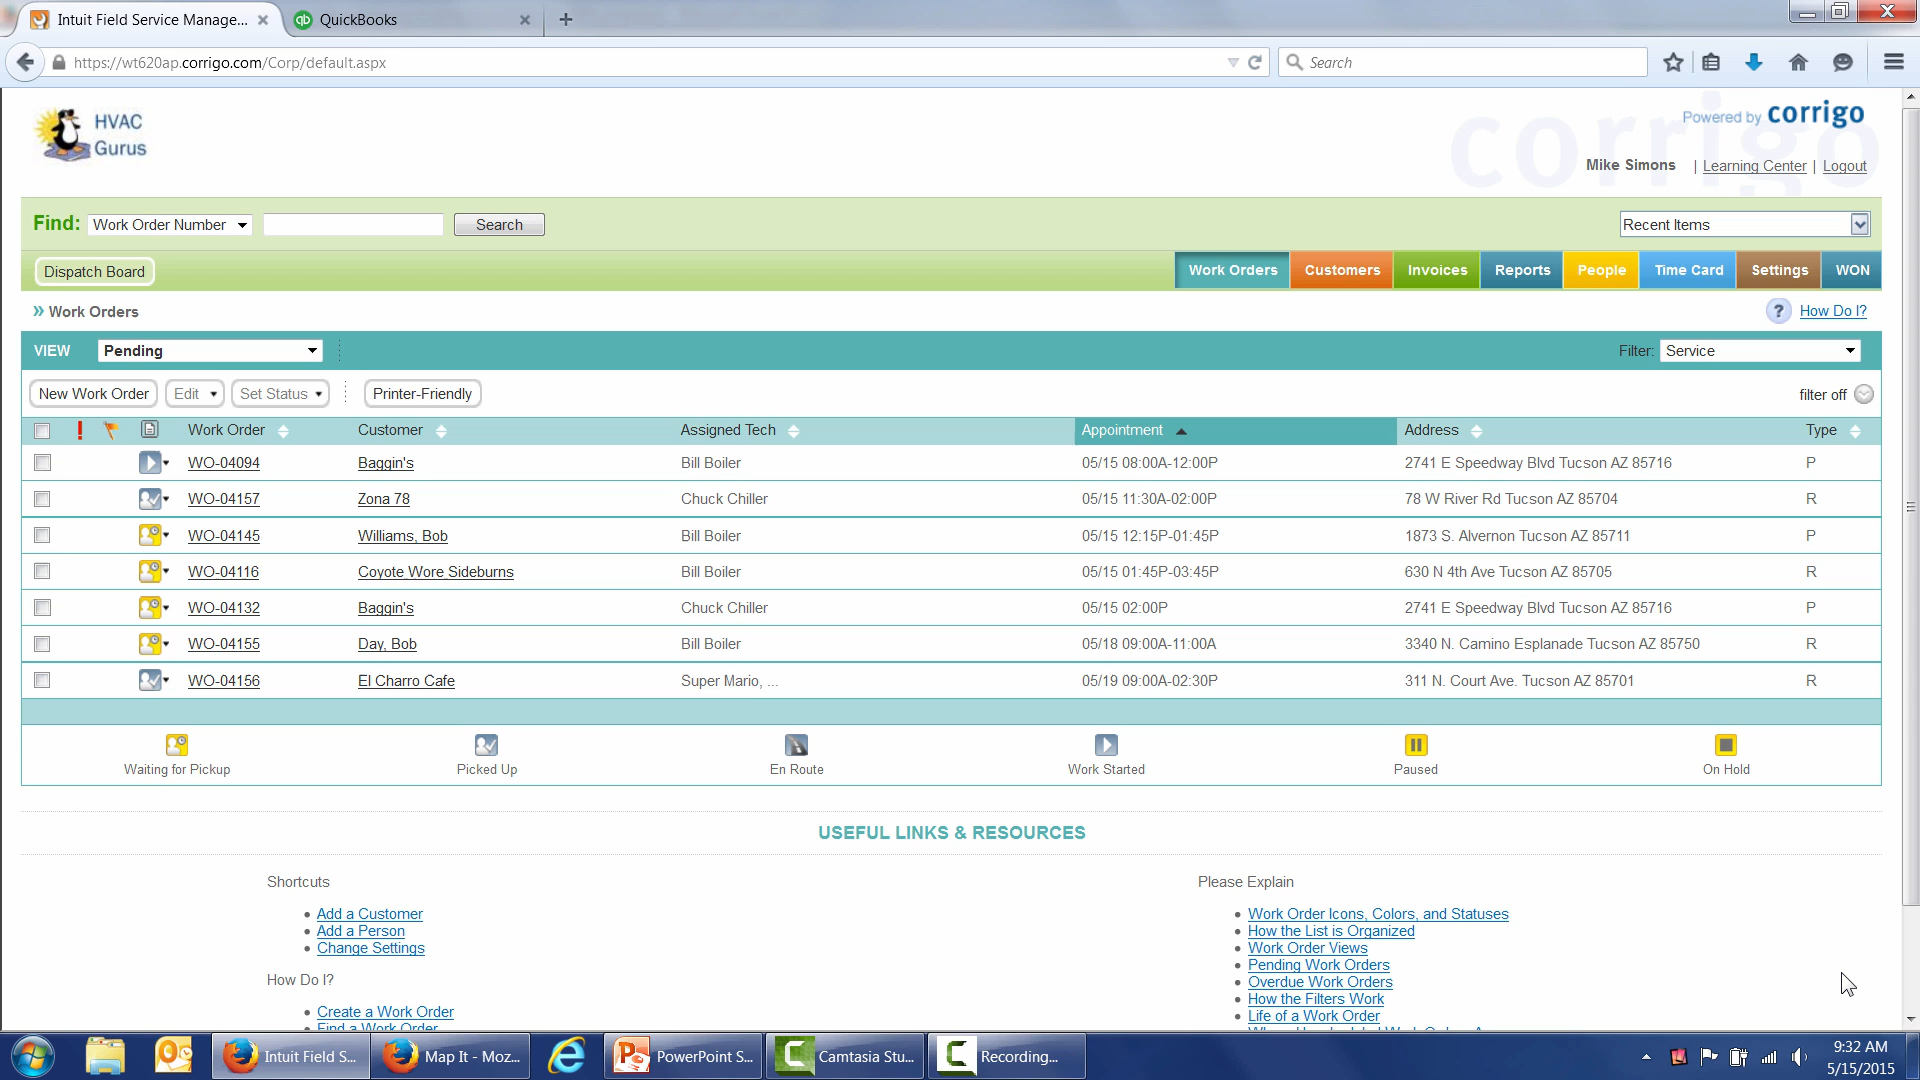 Intuit Field Service Manage...
QuickBooks
https://wt620ap.corrigo.com/Corp/default.aspx
Search
HVAC
Gurus
Powered by corrigo
corrigo
Mike Simons | Learning Center | Logout
Find: Work Order Number Search Recent Items
Dispatch Board Work Orders Customers Invoices Reports People Time Card Settings WON
» Work Orders ? How Do I?
VIEW Pending Filter: Service
New Work Order Edit Set Status Printer-Friendly filter off
Work Order Customer Assigned Tech Appointment Address Type
WO-04094 Baggin's Bill Boiler 05/15 08:00A-12:00P 2741 E Speedway Blvd Tucson AZ 85716 P
WO-04157 Zona 78 Chuck Chiller 05/15 11:30A-02:00P 78 W River Rd Tucson AZ 85704 R
WO-04145 Williams, Bob Bill Boiler 05/15 12:15P-01:45P 1873 S. Alvernon Tucson AZ 85711 P
WO-04116 Coyote Wore Sideburns Bill Boiler 05/15 01:45P-03:45P 630 N 4th Ave Tucson AZ 85705 R
WO-04132 Baggin's Chuck Chiller 05/15 02:00P 2741 E Speedway Blvd Tucson AZ 85716 P
WO-04155 Day, Bob Bill Boiler 05/18 09:00A-11:00A 3340 N. Camino Esplanade Tucson AZ 85750 R
WO-04156 El Charro Cafe Super Mario, ... 05/19 09:00A-02:30P 311 N. Court Ave. Tucson AZ 85701 R
Waiting for Pickup Picked Up En Route Work Started Paused On Hold
USEFUL LINKS & RESOURCES
Shortcuts
Add a Customer
Add a Person
Change Settings
How Do I?
Create a Work Order
Find a Work Order
Please Explain
Work Order Icons, Colors, and Statuses
How the List is Organized
Work Order Views
Pending Work Orders
Overdue Work Orders
How the Filters Work
Life of a Work Order
Intuit Field S... Map It - Moz... PowerPoint S... Camtasia Stu... Recording...
9:32 AM
5/15/2015